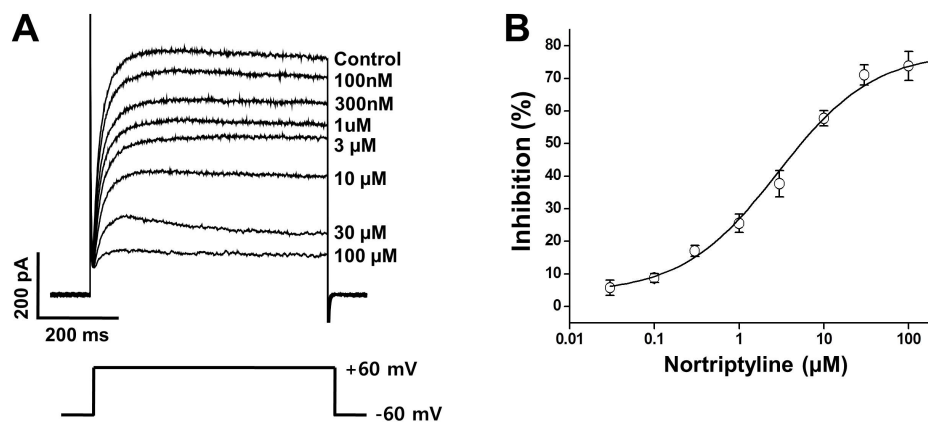 A
Control
100nM
300nM
1uM
3 µM
10 µM
30 µM
100 µM
200 pA
200 ms
+60 mV
-60 mV
B
Inhibition (%)
80
70
60
50
40
30
20
10
0
0.01 0.1 1 10 100
Nortriptyline (µM)